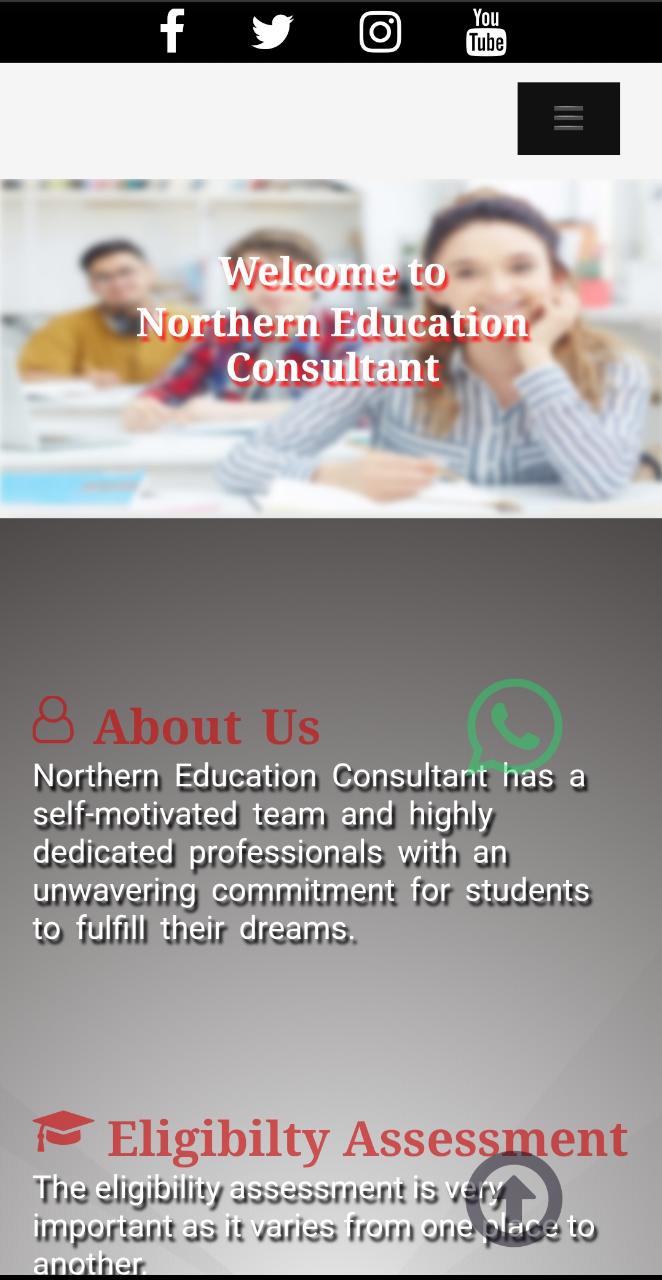 You
Tube
Welcome to
Northern Education
Consultant
About Us
Northern Education Consultant has a
self-motivated team and highly
dedicated professionals with an
unwavering commitment for students
to fulfill their dreams.
Eligibilty Assessment
The eligibility assessment is very
important as it varies from one place to
another.